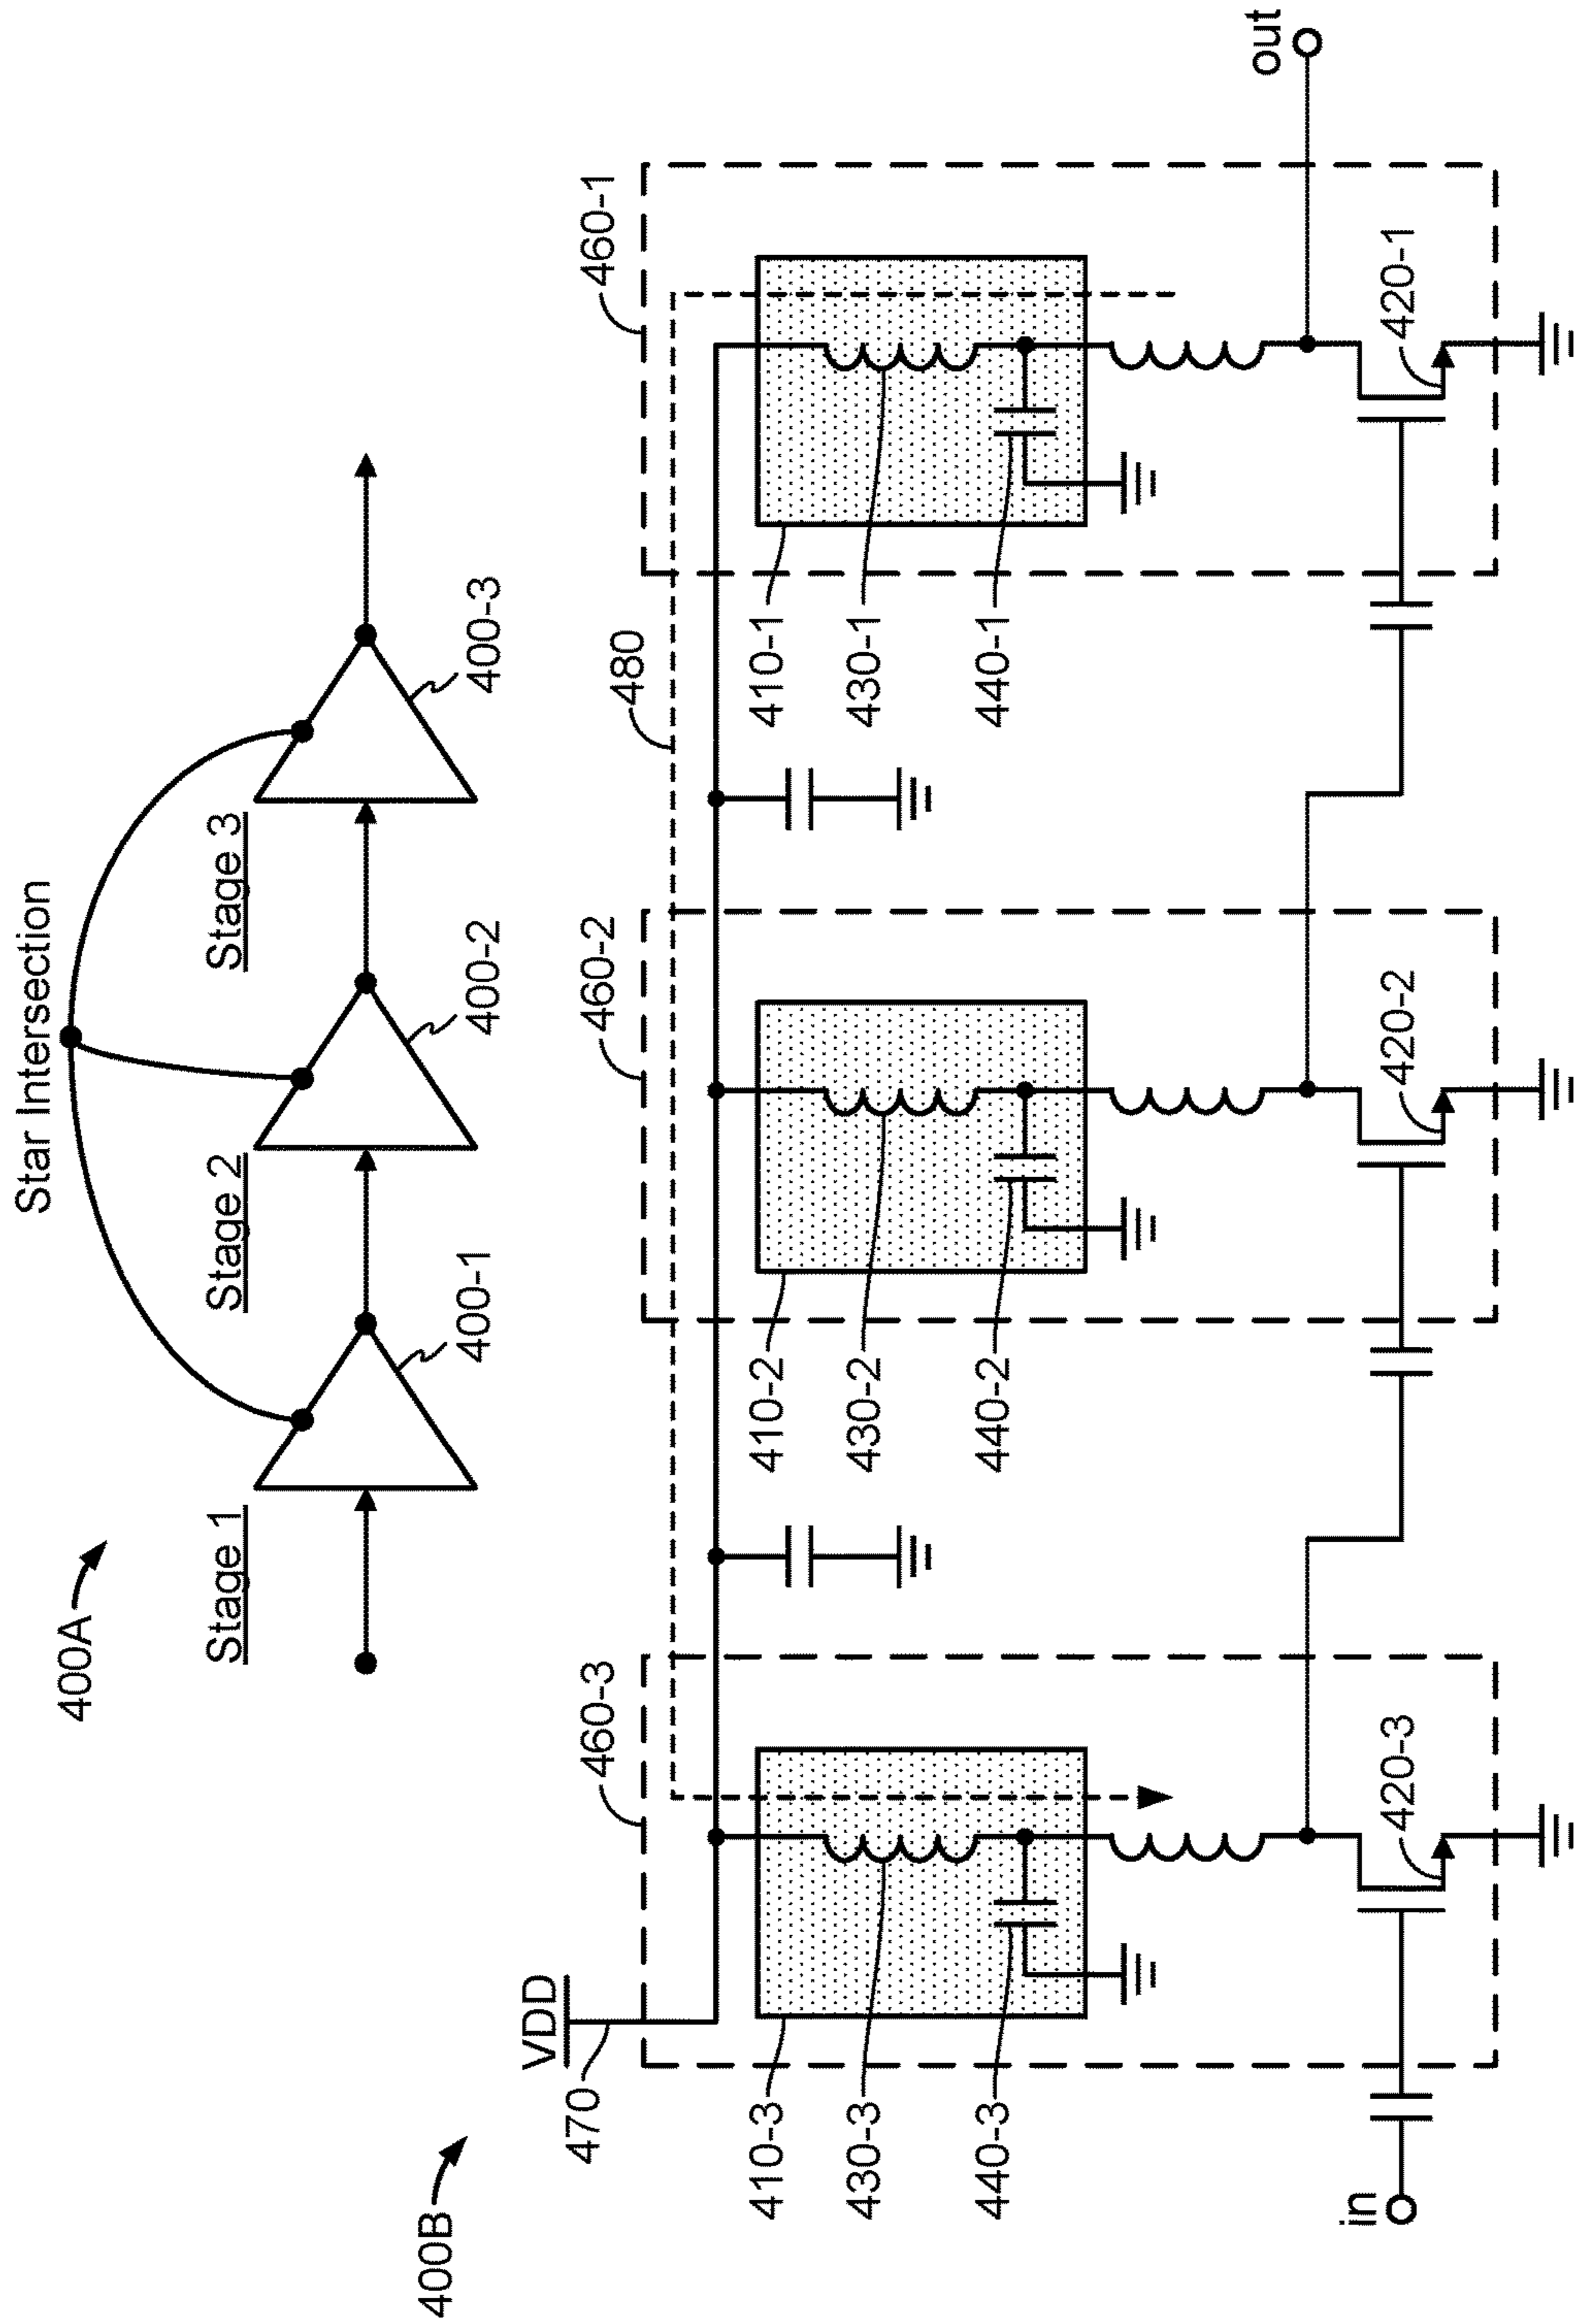 400A
Star Intersection
Stage 1
Stage 2
Stage 3
400-1
400-2
400-3
400B
VDD
470
460-3
460-2
480
460-1
410-3
410-2
410-1
430-3
430-2
430-1
440-3
440-2
440-1
420-3
420-2
420-1
in
out